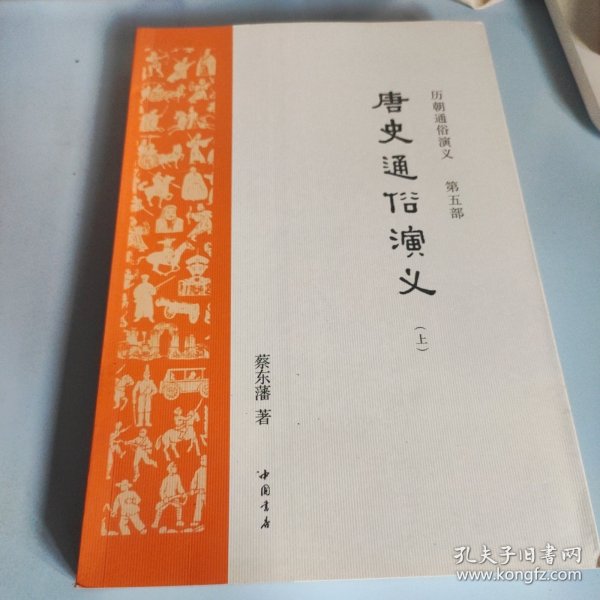 历朝通俗演义 第五部
唐史通俗演义
（上）
蔡东藩 著
中国书店
孔夫子旧书网
www.kongfz.com